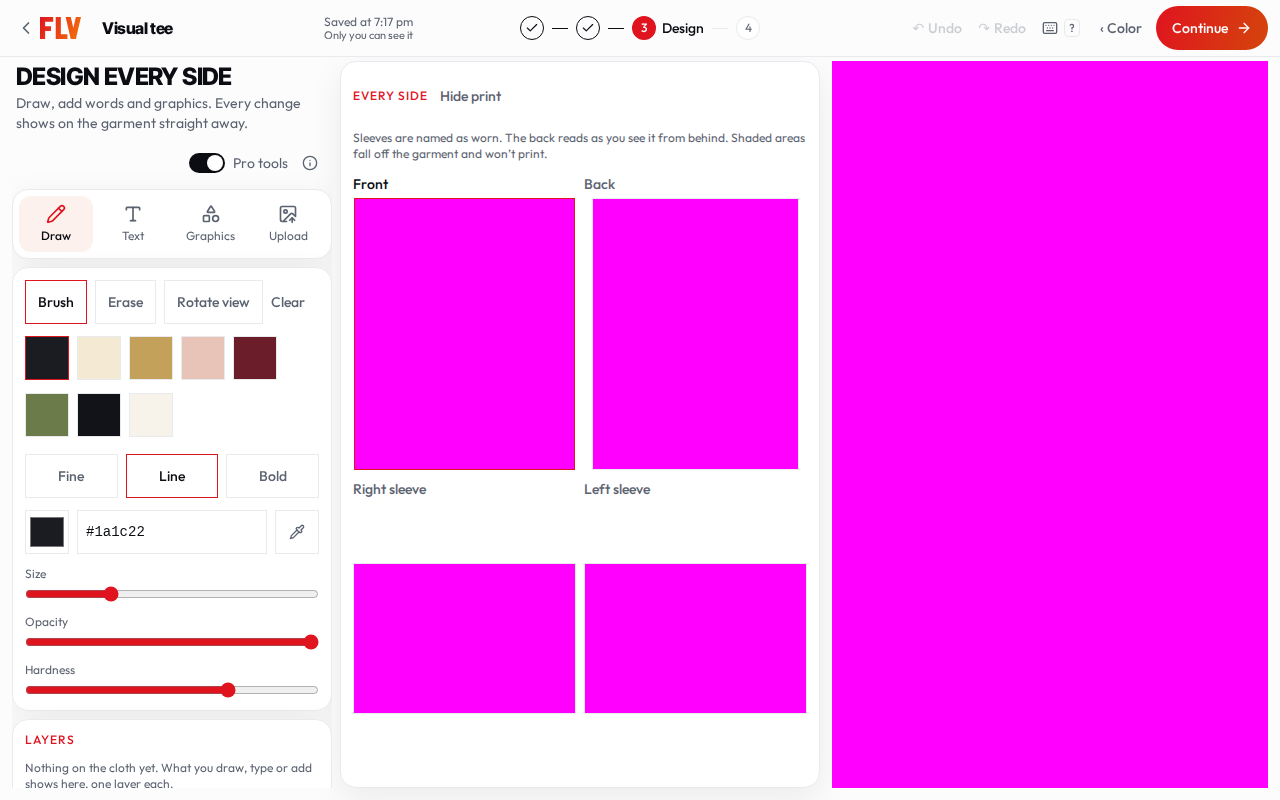 FLV
Visual tee
Saved at 7:17 pm
Only you can see it
3
Design
4
Undo
Redo
?
‹ Color
Continue
DESIGN EVERY SIDE
Draw, add words and graphics. Every change
shows on the garment straight away.
Pro tools
Draw
Text
Graphics
Upload
Brush
Erase
Rotate view
Clear
Fine
Line
Bold
#1a1c22
Size
Opacity
Hardness
LAYERS
Nothing on the cloth yet. What you draw, type or add
shows here, one layer each.
EVERY SIDE
Hide print
Sleeves are named as worn. The back reads as you see it from behind. Shaded areas
fall off the garment and won’t print.
Front
Back
Right sleeve
Left sleeve